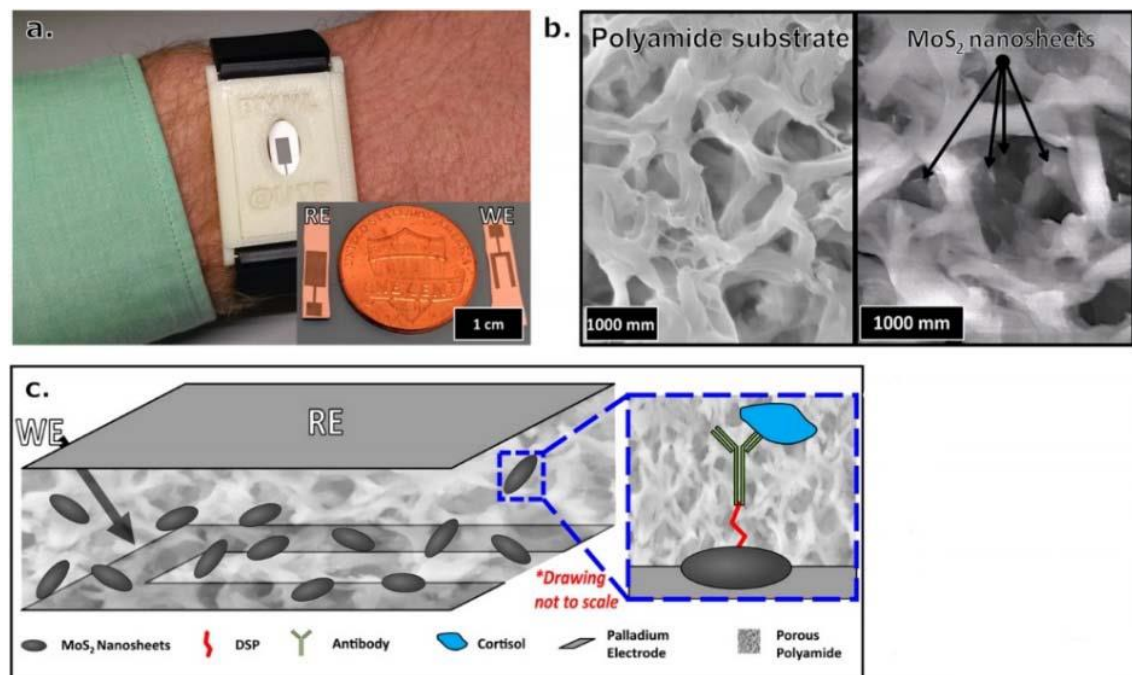 a.
RE
WE
1 cm
b.
Polyamide substrate
MoS₂ nanosheets
1000 mm
1000 mm
c.
WE
RE
*Drawing
not to scale
MoS₂ Nanosheets
DSP
Antibody
Cortisol
Palladium
Electrode
Porous
Polyamide